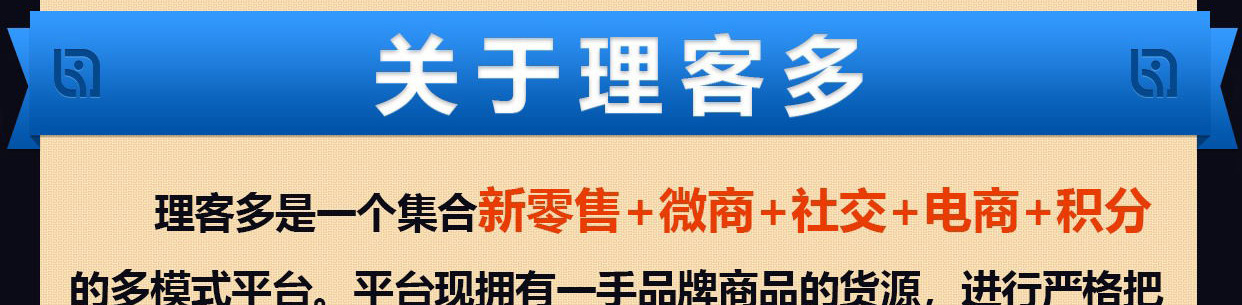 关于理客多
理客多是一个集合新零售+微商+社交+电商+积分
的多模式平台。平台现拥有一手品牌商品的货源，进行严格把